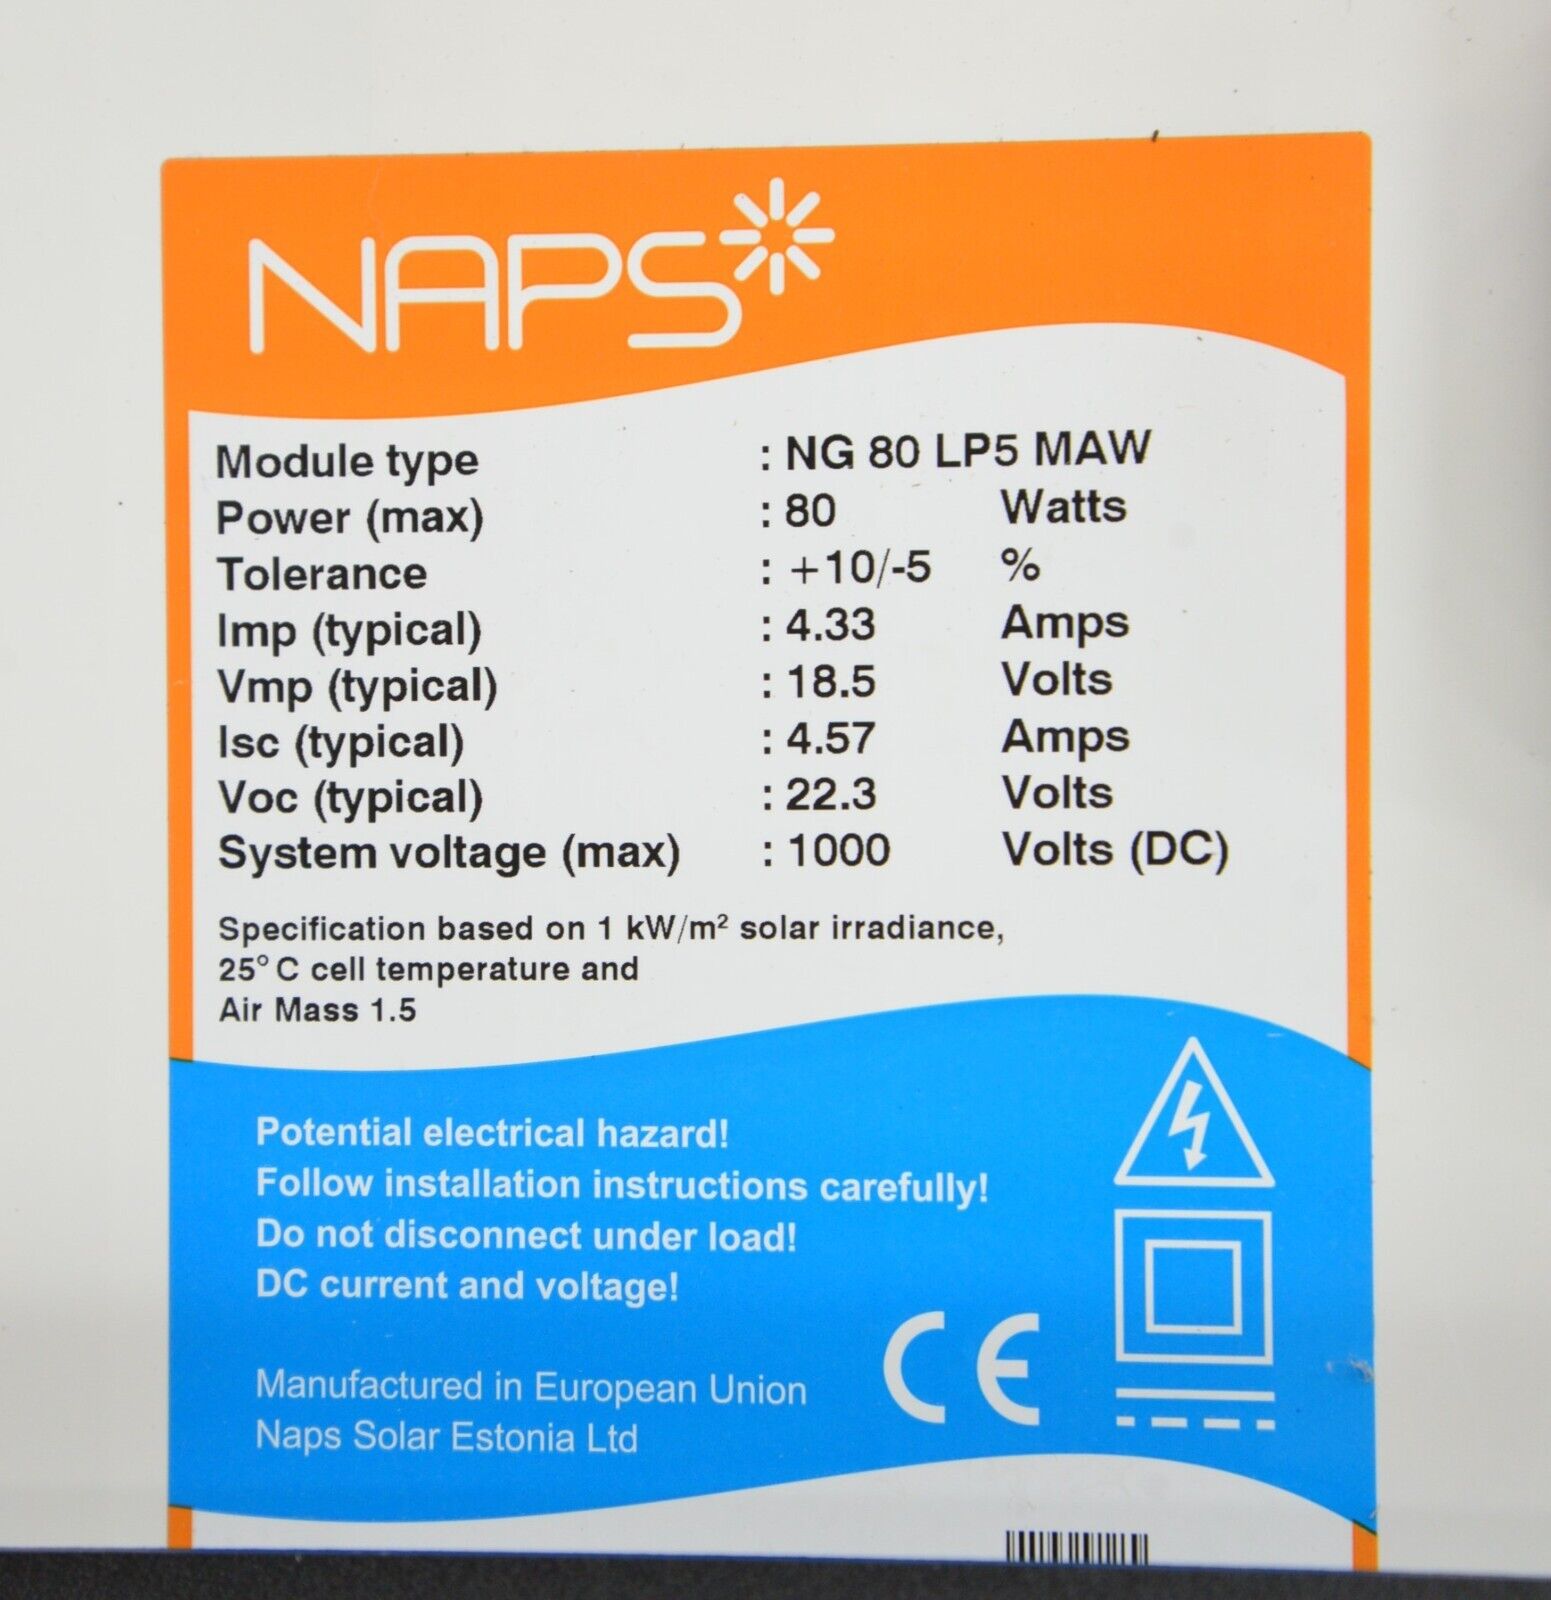 NAPS
Module type : NG 80 LP5 MAW
Power (max) : 80 Watts
Tolerance : +10/-5 %
Imp (typical) : 4.33 Amps
Vmp (typical) : 18.5 Volts
Isc (typical) : 4.57 Amps
Voc (typical) : 22.3 Volts
System voltage (max) : 1000 Volts (DC)
Specification based on 1 kW/m² solar irradiance,
25° C cell temperature and
Air Mass 1.5
Potential electrical hazard!
Follow installation instructions carefully!
Do not disconnect under load!
DC current and voltage!
Manufactured in European Union
Naps Solar Estonia Ltd
CE